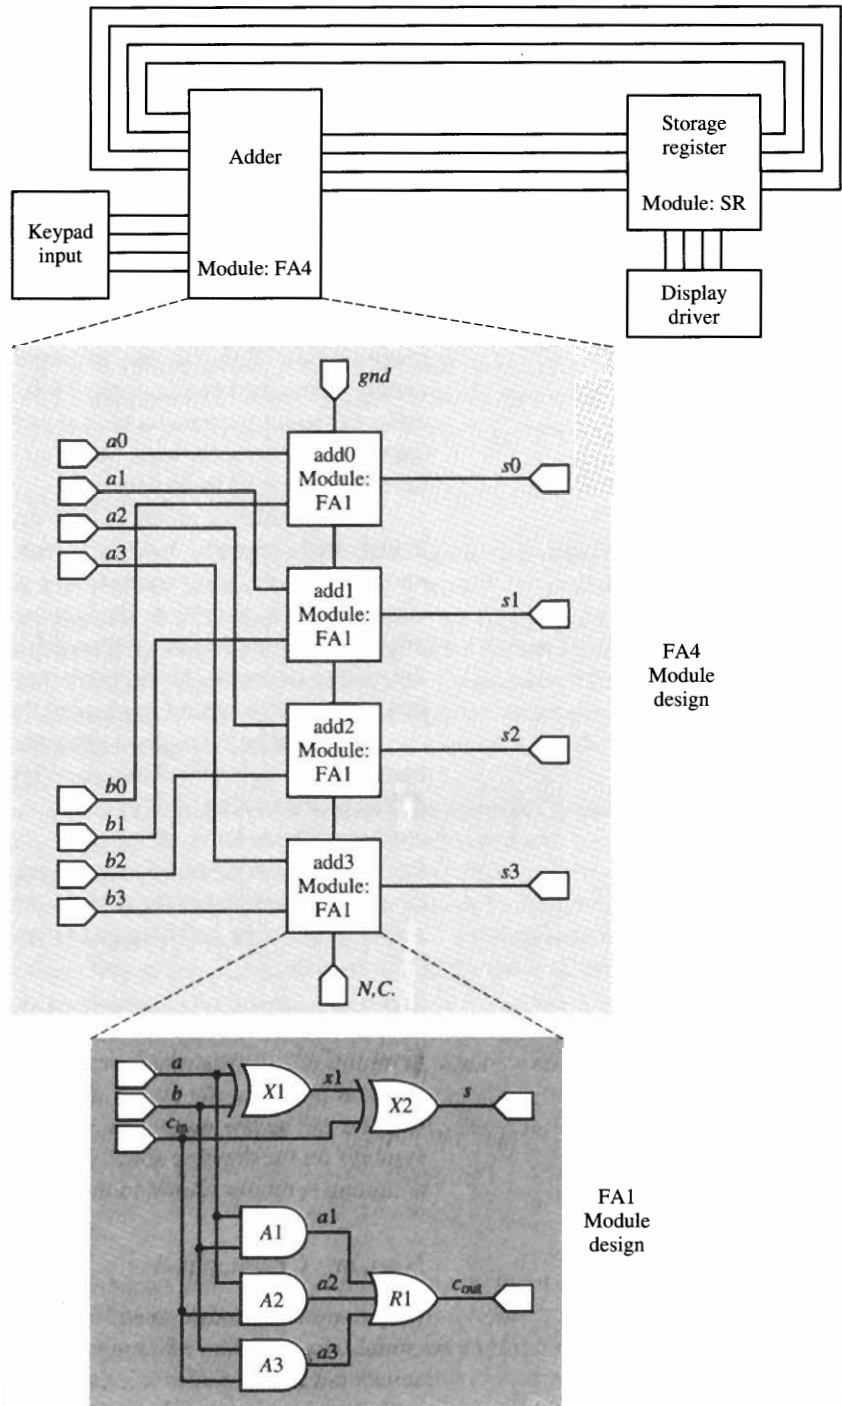 Adder
Module: FA4
Storage
register
Module: SR
Keypad
input
Display
driver
gnd
a0
a1
a2
a3
add0
Module:
FA1
s0
add1
Module:
FA1
s1
FA4
Module
design
add2
Module:
FA1
s2
b0
b1
b2
b3
add3
Module:
FA1
s3
N,C.
a
b
cin
X1
x1
X2
s
A1
a1
A2
a2
R1
cout
A3
a3
FA1
Module
design